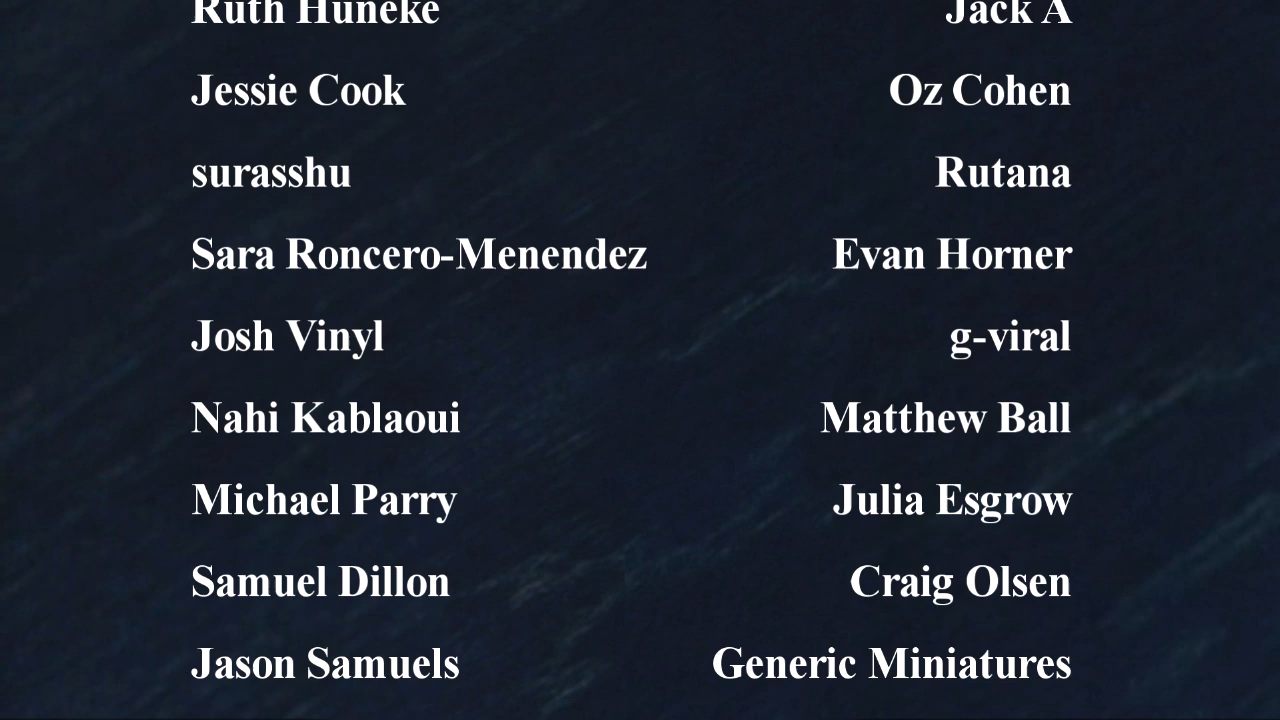 Ruth Huneke Jack A
Jessie Cook Oz Cohen
surasshu Rutana
Sara Roncero-Menendez Evan Horner
Josh Vinyl g-viral
Nahi Kablaoui Matthew Ball
Michael Parry Julia Esgrow
Samuel Dillon Craig Olsen
Jason Samuels Generic Miniatures